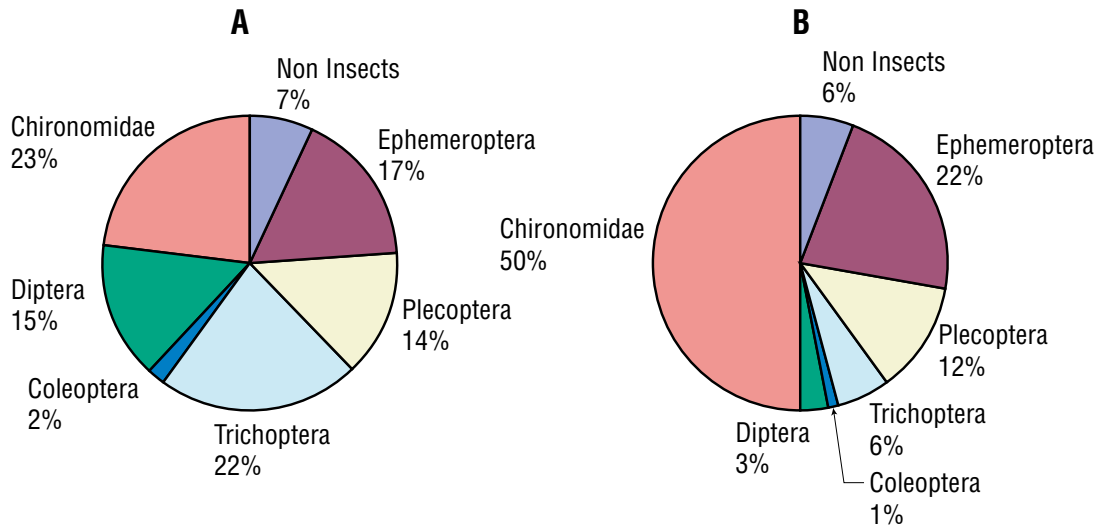 A
Non Insects
7%
Ephemeroptera
17%
Plecoptera
14%
Trichoptera
22%
Coleoptera
2%
Diptera
15%
Chironomidae
23%
B
Non Insects
6%
Ephemeroptera
22%
Plecoptera
12%
Trichoptera
6%
Coleoptera
1%
Diptera
3%
Chironomidae
50%